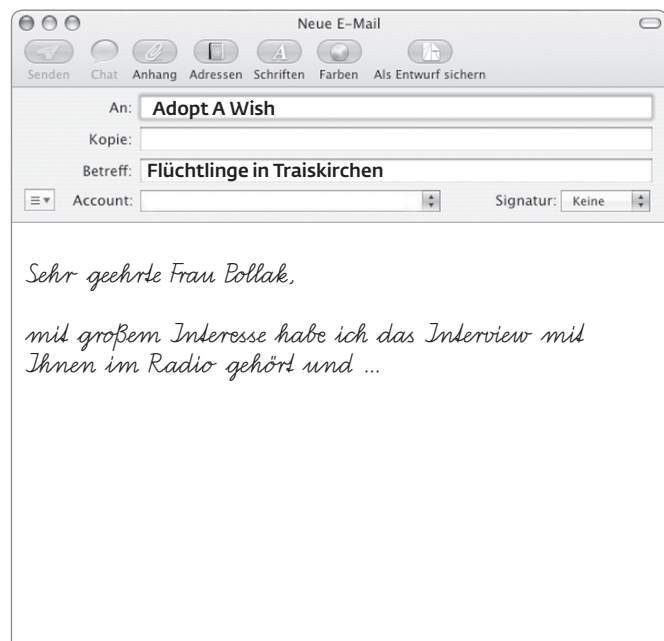 Neue E-Mail
Senden Chat Anhang Adressen Schriften Farben Als Entwurf sichern
An: Adopt A Wish
Kopie:
Betreff: Flüchtlinge in Traiskirchen
Account: Signatur: Keine
Sehr geehrte Frau Pollak,
mit großem Interesse habe ich das Interview mit
Ihnen im Radio gehört und ...